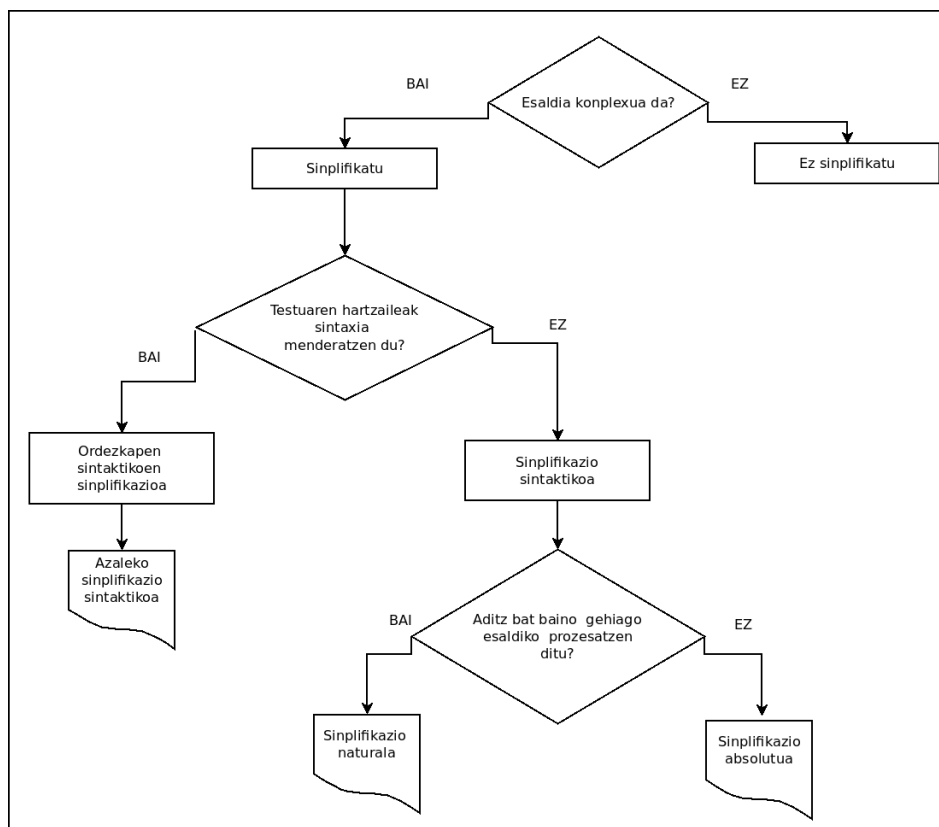 Esaldia konplexua da?
BAI
EZ
Sinplifikatu
Ez sinplifikatu
Testuaren hartzaileak
sintaxia
menderatzen du?
BAI
EZ
Ordezkapen
sintaktikoen
sinplifikazioa
Sinplifikazio
sintaktikoa
Azaleko
sinplifikazio
sintaktikoa
Aditz bat baino gehiago
esaldiko prozesatzen
ditu?
BAI
EZ
Sinplifikazio
naturala
Sinplifikazio
absolutua